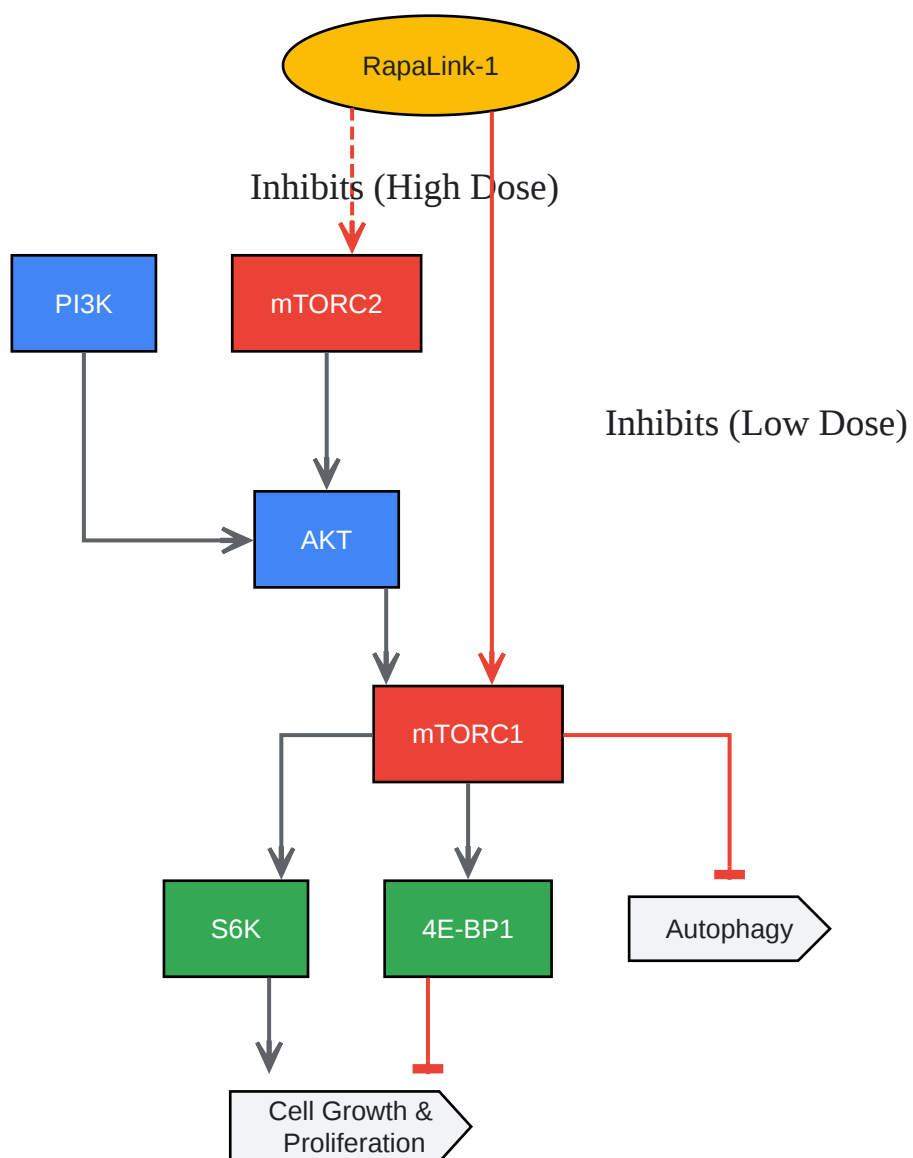 RapaLink-1
Inhibits (High Dose)
PI3K
mTORC2
Inhibits (Low Dose)
AKT
mTORC1
S6K
4E-BP1
Autophagy
Cell Growth &
Proliferation